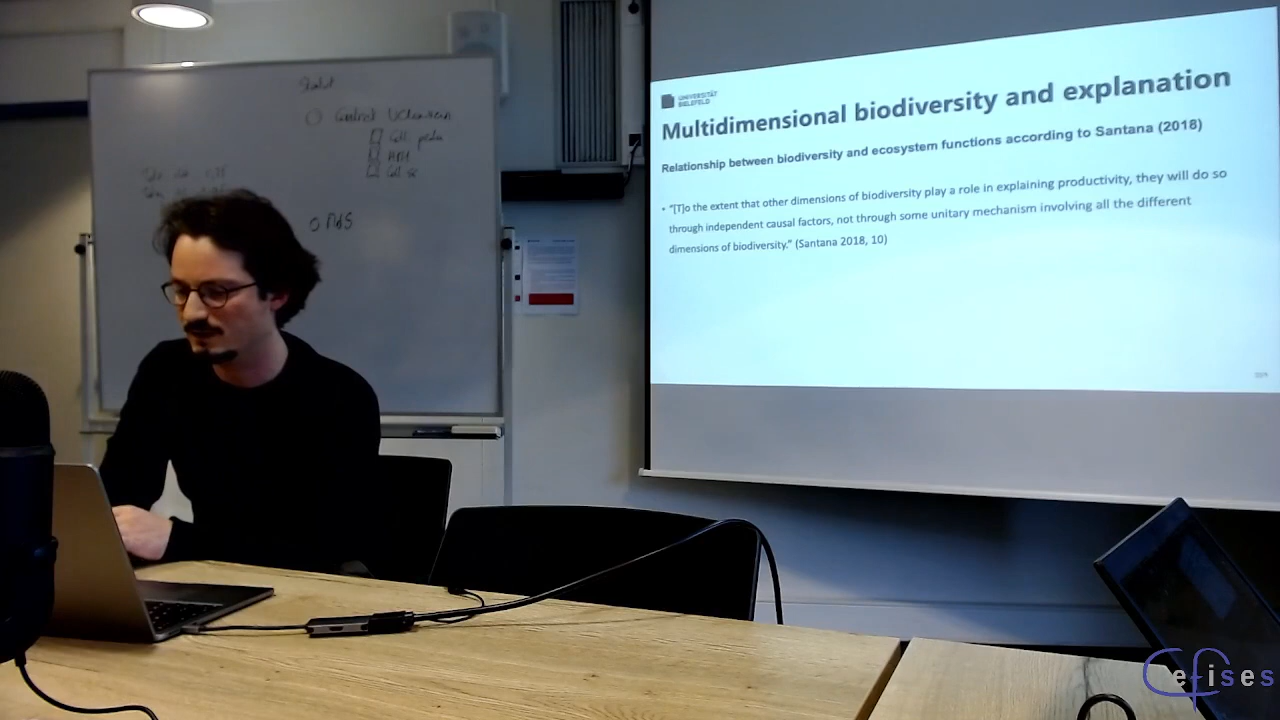 UNIVERSITÄT
BIELEFELD
Multidimensional biodiversity and explanation
Relationship between biodiversity and ecosystem functions according to Santana (2018)
• “[T]o the extent that other dimensions of biodiversity play a role in explaining productivity, they will do so
through independent causal factors, not through some unitary mechanism involving all the different
dimensions of biodiversity.” (Santana 2018, 10)
Cefises